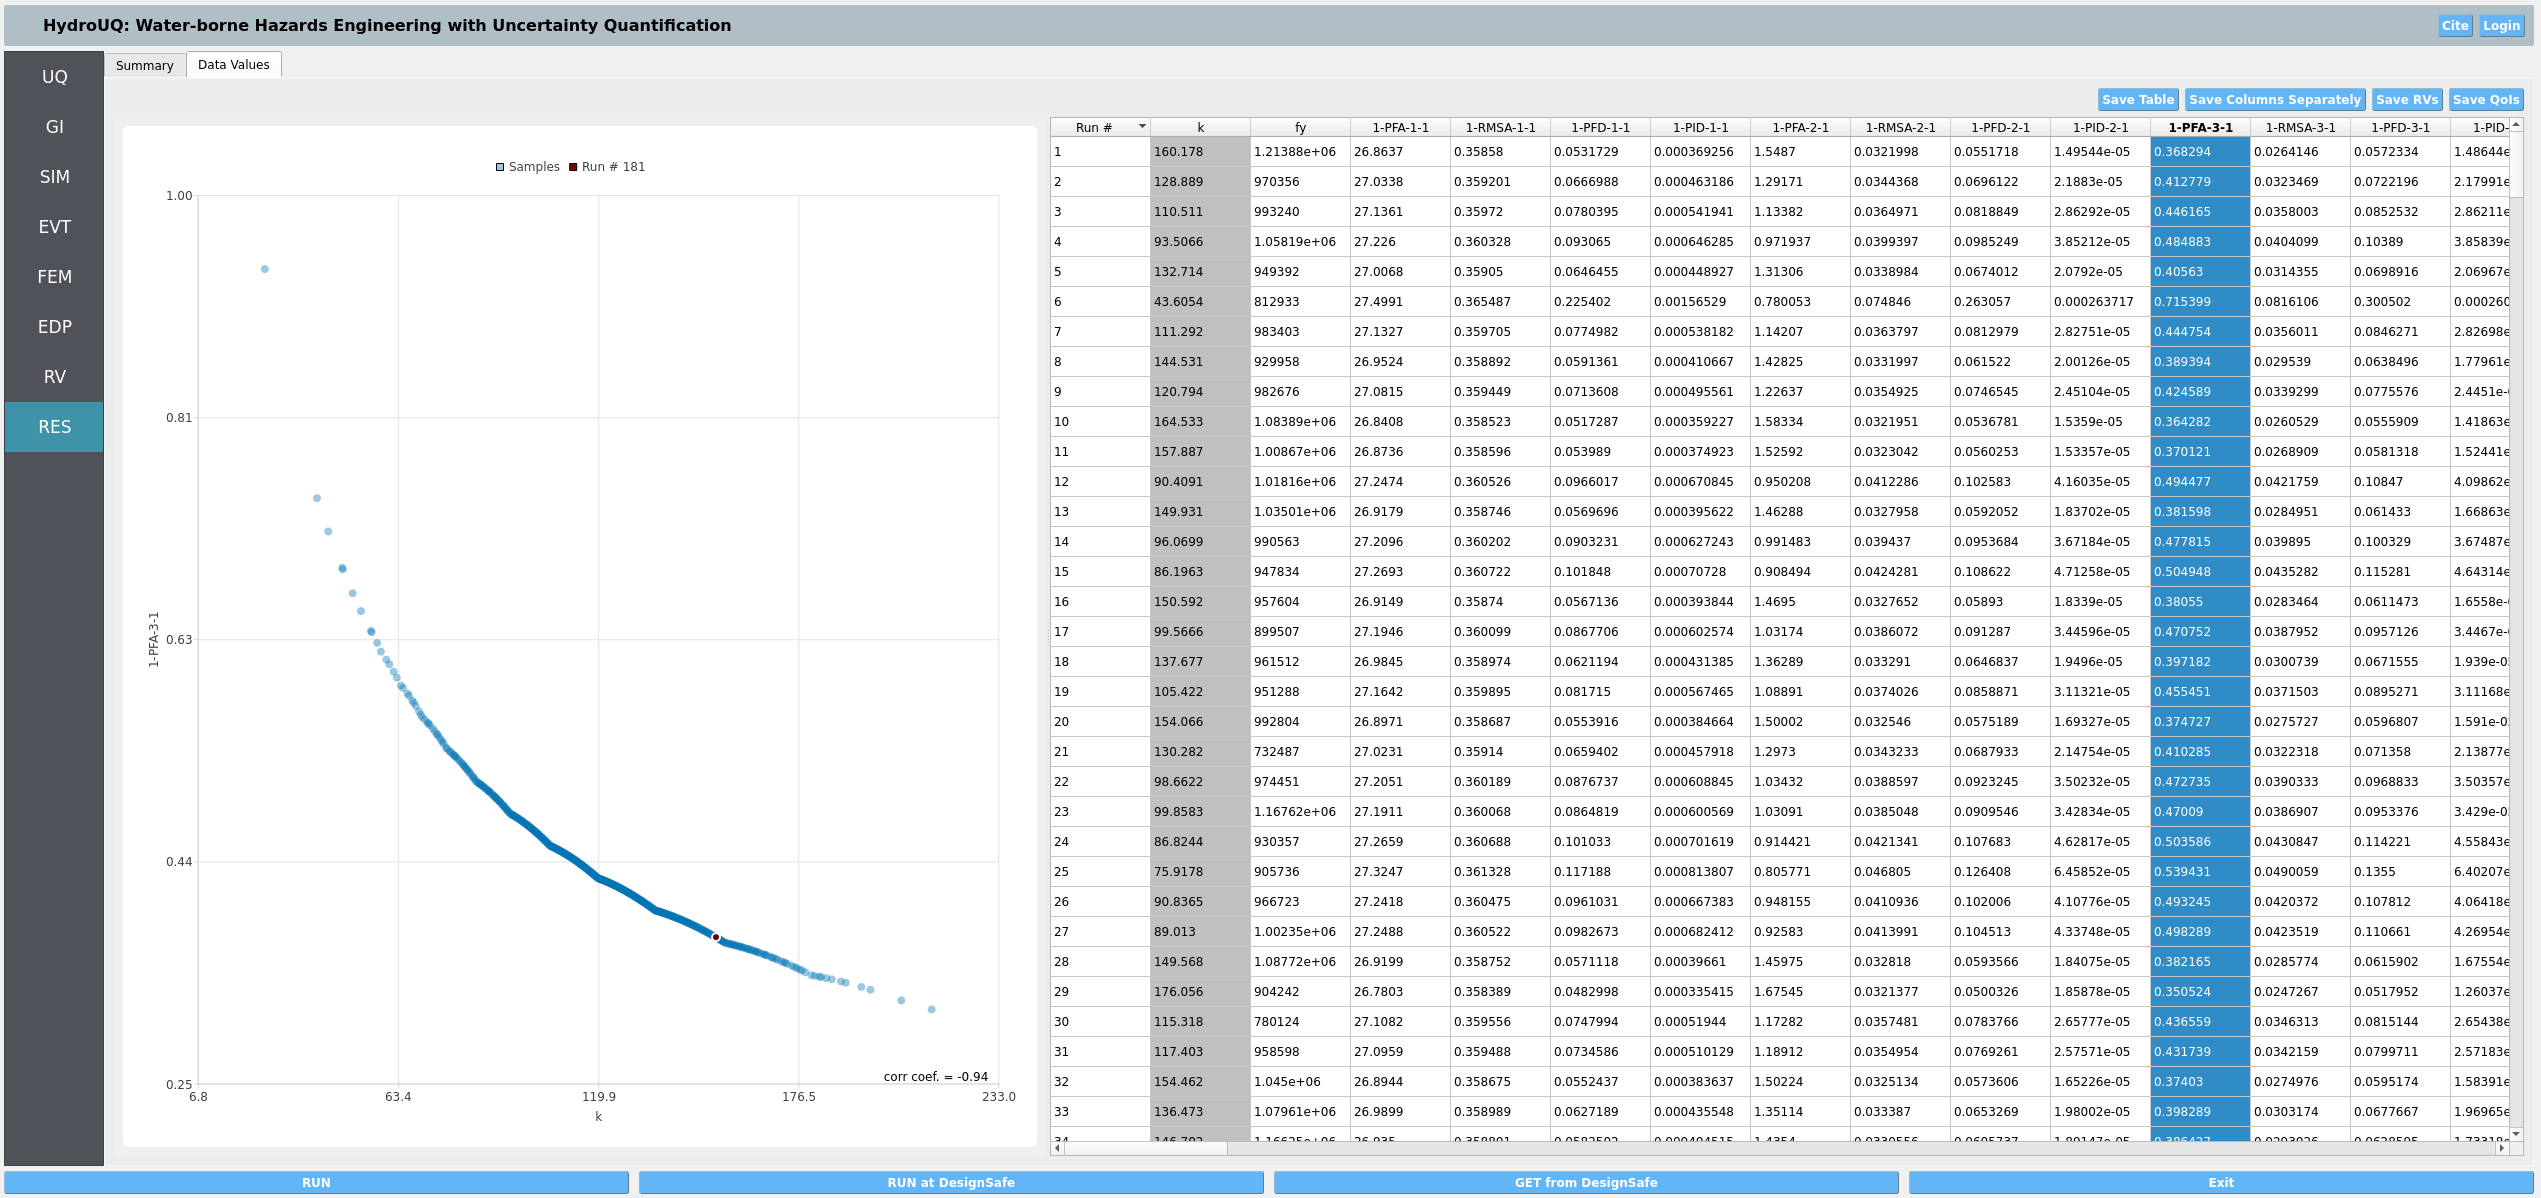 HydroUQ: Water-borne Hazards Engineering with Uncertainty Quantification
Cite Login
UQ
GI
SIM
EVT
FEM
EDP
RV
RES
Summary Data Values
Save Table Save Columns Separately Save RVs Save QoIs
Samples Run # 181
1.00
0.81
0.63
0.44
0.25
1-PFA-3-1
corr coef. = -0.94
6.8 63.4 119.9 176.5 233.0
k
Run # k fy 1-PFA-1-1 1-RMSA-1-1 1-PFD-1-1 1-PID-1-1 1-PFA-2-1 1-RMSA-2-1 1-PFD-2-1 1-PID-2-1 1-PFA-3-1 1-RMSA-3-1 1-PFD-3-1 1-PID-
1 160.178 1.21388e+06 26.8637 0.35858 0.0531729 0.000369256 1.5487 0.0321998 0.0551718 1.49544e-05 0.368294 0.0264146 0.0572334 1.48644e
2 128.889 970356 27.0338 0.359201 0.0666988 0.000463186 1.29171 0.0344368 0.0696122 2.1883e-05 0.412779 0.0323469 0.0722196 2.17991e
3 110.511 993240 27.1361 0.35972 0.0780395 0.000541941 1.13382 0.0364971 0.0818849 2.86292e-05 0.446165 0.0358003 0.0852532 2.86211e
4 93.5066 1.05819e+06 27.226 0.360328 0.093065 0.000646285 0.971937 0.0399397 0.0985249 3.85212e-05 0.484883 0.0404099 0.10389 3.85839e
5 132.714 949392 27.0068 0.35905 0.0646455 0.000448927 1.31306 0.0338984 0.0674012 2.0792e-05 0.40563 0.0314355 0.0698916 2.06967e
6 43.6054 812933 27.4991 0.365487 0.225402 0.00156529 0.780053 0.074846 0.263057 0.000263717 0.715399 0.0816106 0.300502 0.000260
7 111.292 983403 27.1327 0.359705 0.0774982 0.000538182 1.14207 0.0363797 0.0812979 2.82751e-05 0.444754 0.0356011 0.0846271 2.82698e
8 144.531 929958 26.9524 0.358892 0.0591361 0.000410667 1.42825 0.0331997 0.061522 2.00126e-05 0.389394 0.029539 0.0638496 1.77961e
9 120.794 982676 27.0815 0.359449 0.0713608 0.000495561 1.22637 0.0354925 0.0746545 2.45104e-05 0.424589 0.0339299 0.0775576 2.4451e-
10 164.533 1.08389e+06 26.8408 0.358523 0.0517287 0.000359227 1.58334 0.0321951 0.0536781 1.5359e-05 0.364282 0.0260529 0.0555909 1.41863e
11 157.887 1.00867e+06 26.8736 0.358596 0.053989 0.000374923 1.52592 0.0323042 0.0560253 1.53357e-05 0.370121 0.0268909 0.0581318 1.52441e
12 90.4091 1.01816e+06 27.2474 0.360526 0.0966017 0.000670845 0.950208 0.0412286 0.102583 4.16035e-05 0.494477 0.0421759 0.10847 4.09862e
13 149.931 1.03501e+06 26.9179 0.358746 0.0569696 0.000395622 1.46288 0.0327958 0.0592052 1.83702e-05 0.381598 0.0284951 0.061433 1.66863e
14 96.0699 990563 27.2096 0.360202 0.0903231 0.000627243 0.991483 0.039437 0.0953684 3.67184e-05 0.477815 0.039895 0.100329 3.67487e
15 86.1963 947834 27.2693 0.360722 0.101848 0.00070728 0.908494 0.0424281 0.108622 4.71258e-05 0.504948 0.0435282 0.115281 4.64314e
16 150.592 957604 26.9149 0.35874 0.0567136 0.000393844 1.4695 0.0327652 0.05893 1.8339e-05 0.38055 0.0283464 0.0611473 1.6558e-
17 99.5666 899507 27.1946 0.360099 0.0867706 0.000602574 1.03174 0.0386072 0.091287 3.44596e-05 0.470752 0.0387952 0.0957126 3.4467e-
18 137.677 961512 26.9845 0.358974 0.0621194 0.000431385 1.36289 0.033291 0.0646837 1.9496e-05 0.397182 0.0300739 0.0671555 1.939e-0
19 105.422 951288 27.1642 0.359895 0.081715 0.000567465 1.08891 0.0374026 0.0858871 3.11321e-05 0.455451 0.0371503 0.0895271 3.11168e
20 154.066 992804 26.8971 0.358687 0.0553916 0.000384664 1.50002 0.032546 0.0575189 1.69327e-05 0.374727 0.0275727 0.0596807 1.591e-0
21 130.282 732487 27.0231 0.35914 0.0659402 0.000457918 1.2973 0.0343233 0.0687933 2.14754e-05 0.410285 0.0322318 0.071358 2.13877e
22 98.6622 974451 27.2051 0.360189 0.0876737 0.000608845 1.03432 0.0388597 0.0923245 3.50232e-05 0.472735 0.0390333 0.0968833 3.50357e
23 99.8583 1.16762e+06 27.1911 0.360068 0.0864819 0.000600569 1.03091 0.0385048 0.0909546 3.42834e-05 0.47009 0.0386907 0.0953376 3.429e-0
24 86.8244 930357 27.2659 0.360688 0.101033 0.000701619 0.914421 0.0421341 0.107683 4.62817e-05 0.503586 0.0430847 0.114221 4.55843e
25 75.9178 905736 27.3247 0.361328 0.117188 0.000813807 0.805771 0.046805 0.126408 6.45852e-05 0.539431 0.0490059 0.1355 6.40207e
26 90.8365 966723 27.2418 0.360475 0.0961031 0.000667383 0.948155 0.0410936 0.102006 4.10776e-05 0.493245 0.0420372 0.107812 4.06418e
27 89.013 1.00235e+06 27.2488 0.360522 0.0982673 0.000682412 0.92583 0.0413991 0.104513 4.33748e-05 0.498289 0.0423519 0.110661 4.26954e
28 149.568 1.08772e+06 26.9199 0.358752 0.0571118 0.00039661 1.45975 0.032818 0.0593566 1.84075e-05 0.382165 0.0285774 0.0615902 1.67554e
29 176.056 904242 26.7803 0.358389 0.0482998 0.000335415 1.67545 0.0321377 0.0500326 1.85878e-05 0.350524 0.0247267 0.0517952 1.26037e
30 115.318 780124 27.1082 0.359556 0.0747994 0.00051944 1.17282 0.0357481 0.0783766 2.65777e-05 0.436559 0.0346313 0.0815144 2.65438e
31 117.403 958598 27.0959 0.359488 0.0734586 0.000510129 1.18912 0.0354954 0.0769261 2.57571e-05 0.431739 0.0342159 0.0799711 2.57183e
32 154.462 1.045e+06 26.8944 0.358675 0.0552437 0.000383637 1.50224 0.0325134 0.0573606 1.65226e-05 0.37403 0.0274976 0.0595174 1.58391e
33 136.473 1.07961e+06 26.9899 0.358989 0.0627189 0.000435548 1.35114 0.033387 0.0653269 1.98002e-05 0.398289 0.0303174 0.0677667 1.96965e
RUN RUN at DesignSafe GET from DesignSafe Exit